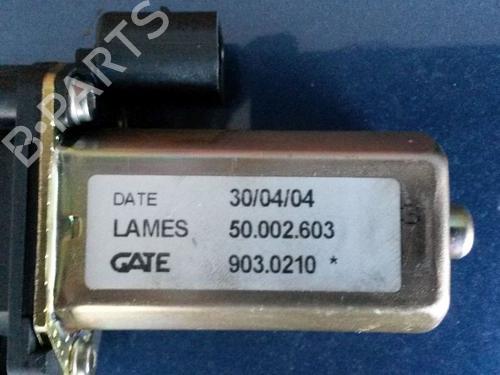 B-PARTS
DATE 30/04/04
LAMES 50.002.603
GATE 903.0210 *